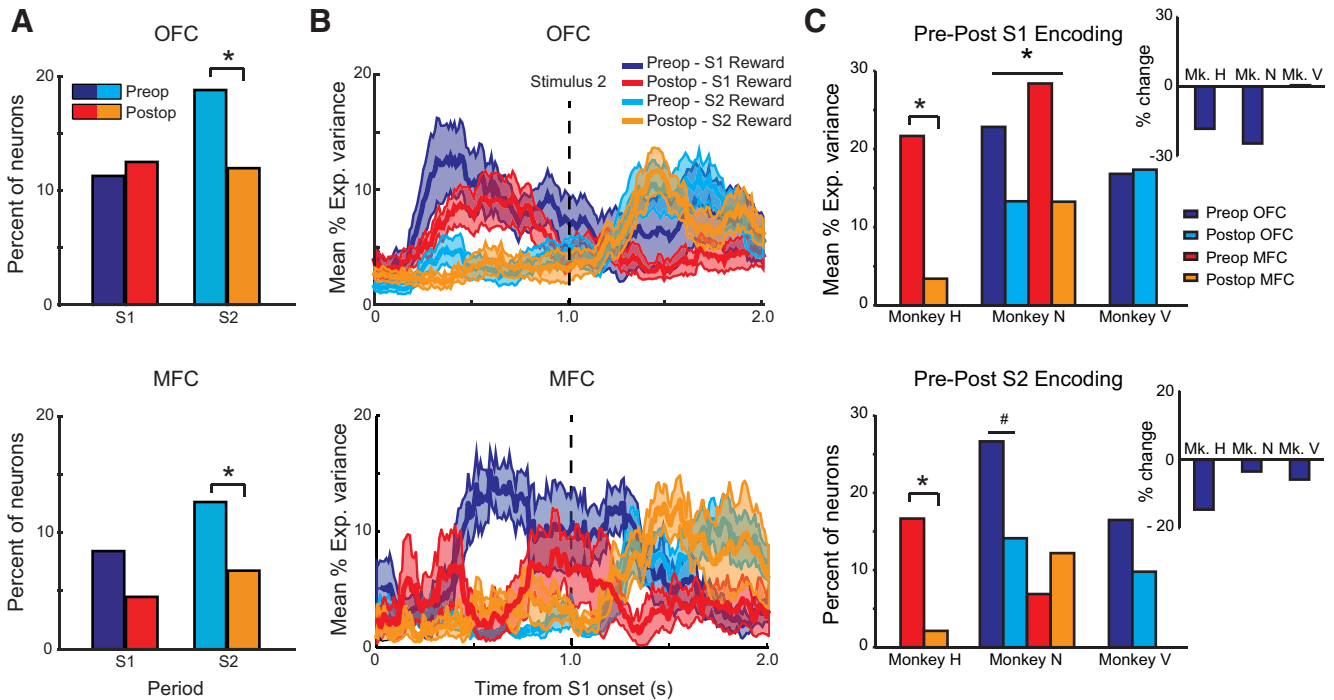 A
OFC
Percent of neurons
20
10
0
Preop
Postop
*
S1
S2
MFC
Percent of neurons
20
10
0
*
S1
S2
Period
B
OFC
Mean % Exp. variance
20
15
10
5
0
Stimulus 2
Preop - S1 Reward
Postop - S1 Reward
Preop - S2 Reward
Postop - S2 Reward
0
1.0
2.0
MFC
Mean % Exp. variance
20
15
10
5
0
0
1.0
2.0
Time from S1 onset (s)
C
Pre-Post S1 Encoding
Mean % Exp. variance
30
20
10
0
*
*
Monkey H
Monkey N
Monkey V
% change
30
0
-30
Mk. H
Mk. N
Mk. V
Preop OFC
Postop OFC
Preop MFC
Postop MFC
Pre-Post S2 Encoding
Percent of neurons
30
20
10
0
*
#
Monkey H
Monkey N
Monkey V
% change
20
0
-20
Mk. H
Mk. N
Mk. V